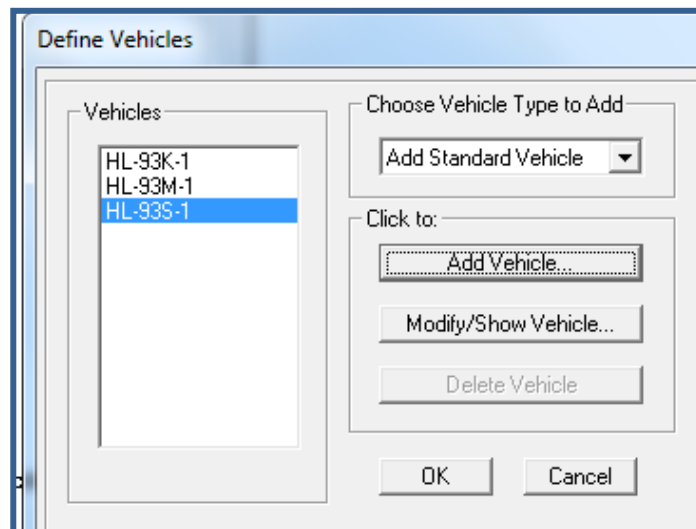 Define Vehicles
Vehicles
HL-93K-1
HL-93M-1
HL-93S-1
Choose Vehicle Type to Add
Add Standard Vehicle
Click to:
Add Vehicle...
Modify/Show Vehicle...
Delete Vehicle
OK
Cancel